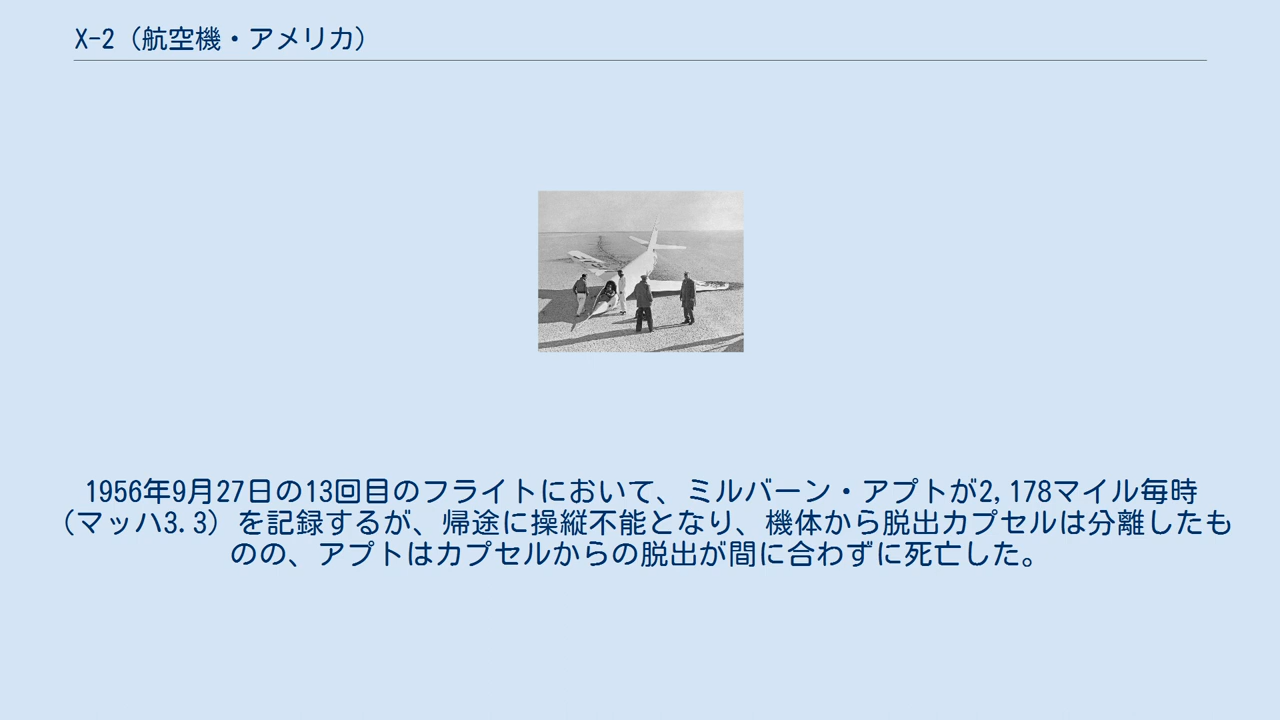 X-2（航空機・アメリカ）
1956年9月27日の13回目のフライトにおいて、ミルバーン・アプトが2,178マイル毎時
（マッハ3.3）を記録するが、帰途に操縦不能となり、機体から脱出カプセルは分離したも
のの、アプトはカプセルからの脱出が間に合わずに死亡した。